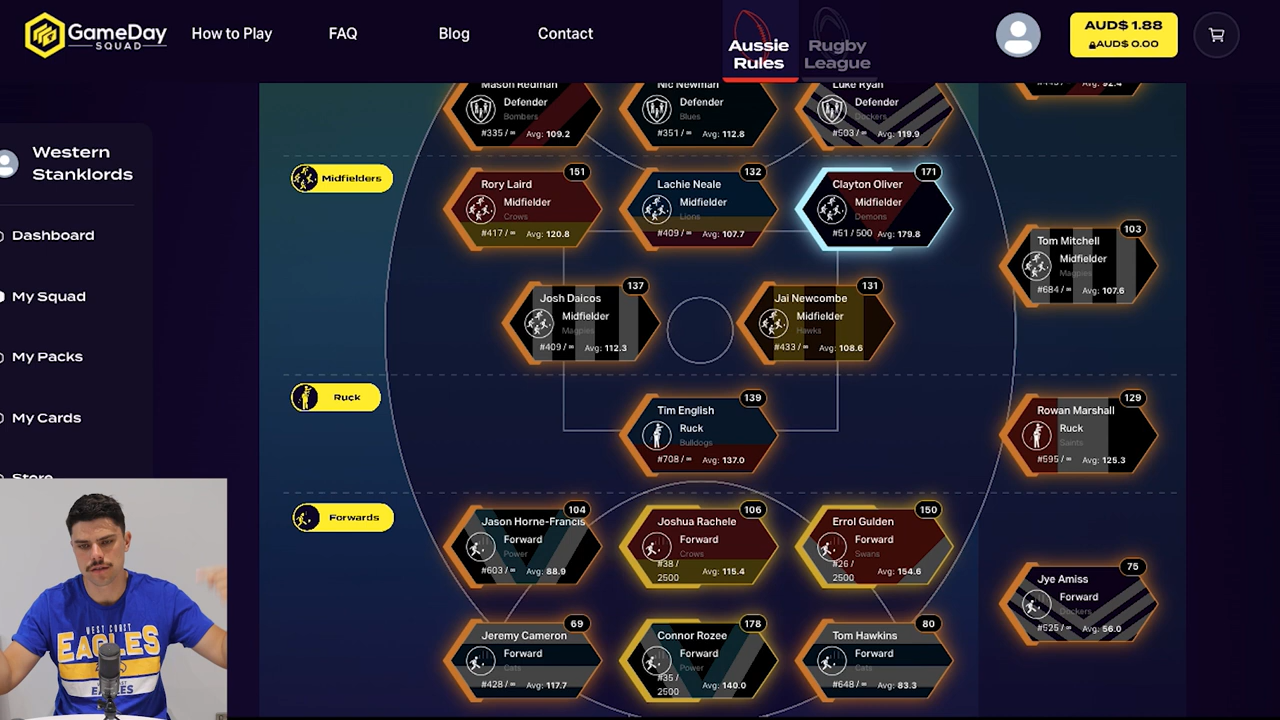 GameDay
SQUAD
How to Play
FAQ
Blog
Contact
Aussie
Rules
Rugby
League
AUD$ 1.88
AUD$ 0.00
Western
Stanklords
Dashboard
My Squad
My Packs
My Cards
Store
Mason Redman
Defender
Bombers
#335 / ∞ Avg: 109.2
Nic Newman
Defender
Blues
#351 / ∞ Avg: 112.8
Luke Ryan
Defender
Dockers
#503 / ∞ Avg: 119.9
Avg: 92.4
Midfielders
151
Rory Laird
Midfielder
Crows
#417 / ∞ Avg: 120.8
132
Lachie Neale
Midfielder
Lions
#409 / ∞ Avg: 107.7
171
Clayton Oliver
Midfielder
Demons
#51 / 500 Avg: 179.8
103
Tom Mitchell
Midfielder
Magpies
#684 / ∞ Avg: 107.6
137
Josh Daicos
Midfielder
Magpies
#409 / ∞ Avg: 112.3
131
Jai Newcombe
Midfielder
Hawks
#433 / ∞ Avg: 108.6
Ruck
139
Tim English
Ruck
Bulldogs
#708 / ∞ Avg: 137.0
129
Rowan Marshall
Ruck
Saints
#595 / ∞ Avg: 125.3
Forwards
104
Jason Horne-Francis
Forward
Power
#603 / ∞ Avg: 88.9
106
Joshua Rachele
Forward
Crows
#38 /
2500
Avg: 115.4
150
Errol Gulden
Forward
Swans
#26 /
2500
Avg: 154.6
75
Jye Amiss
Forward
Dockers
#525 / ∞ Avg: 56.0
69
Jeremy Cameron
Forward
Cats
#428 / ∞ Avg: 117.7
178
Connor Rozee
Forward
Power
#35 /
2500
Avg: 140.0
80
Tom Hawkins
Forward
Cats
#648 / ∞ Avg: 83.3
WEST COAST
EAGLES
EAGLES